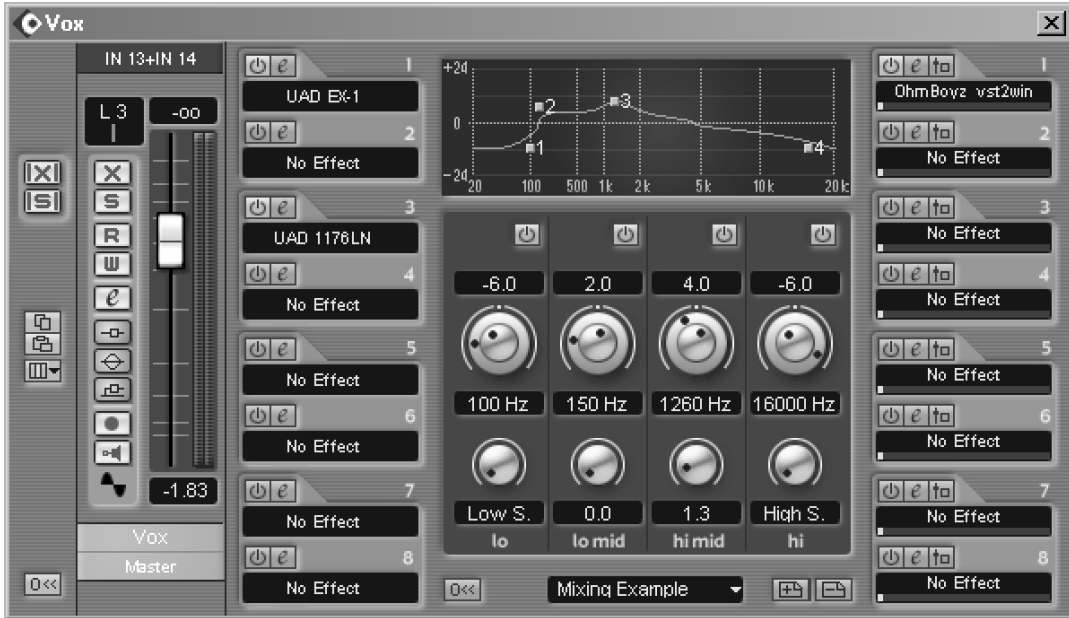 Vox
IN 13+IN 14
L 3
-oo
X
S
R
W
e
-1.83
Vox
Master
|X|
|S|
0<<
e 1
UAD EX-1
e 2
No Effect
e 3
UAD 1176LN
e 4
No Effect
e 5
No Effect
e 6
No Effect
e 7
No Effect
e 8
No Effect
+24
0
-24
1
2
3
4
20 100 500 1k 2k 5k 10k 20k
-6.0 2.0 4.0 -6.0
100 Hz 150 Hz 1260 Hz 16000 Hz
Low S. 0.0 1.3 High S.
lo lo mid hi mid hi
0<<
Mixing Example
e 1
OhmBoyz vst2win
e 2
No Effect
e 3
No Effect
e 4
No Effect
e 5
No Effect
e 6
No Effect
e 7
No Effect
e 8
No Effect